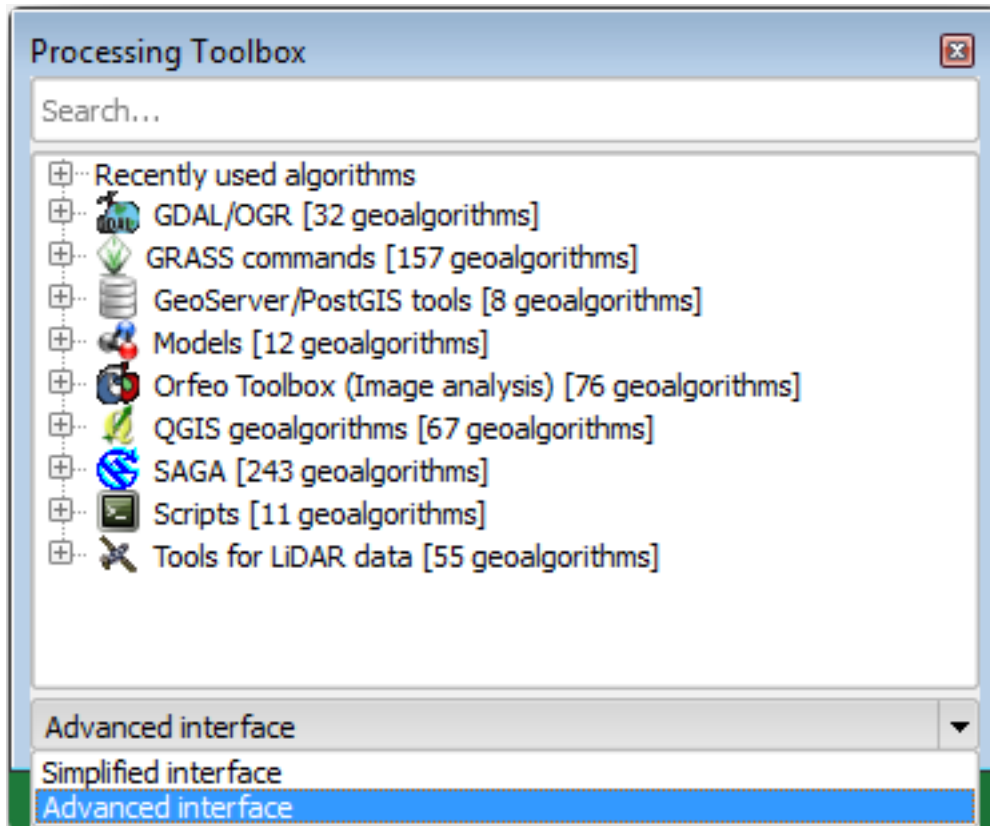 Processing Toolbox
Search...
Recently used algorithms
GDAL/OGR [32 geoalgorithms]
GRASS commands [157 geoalgorithms]
GeoServer/PostGIS tools [8 geoalgorithms]
Models [12 geoalgorithms]
Orfeo Toolbox (Image analysis) [76 geoalgorithms]
QGIS geoalgorithms [67 geoalgorithms]
SAGA [243 geoalgorithms]
Scripts [11 geoalgorithms]
Tools for LiDAR data [55 geoalgorithms]
Advanced interface
Simplified interface
Advanced interface